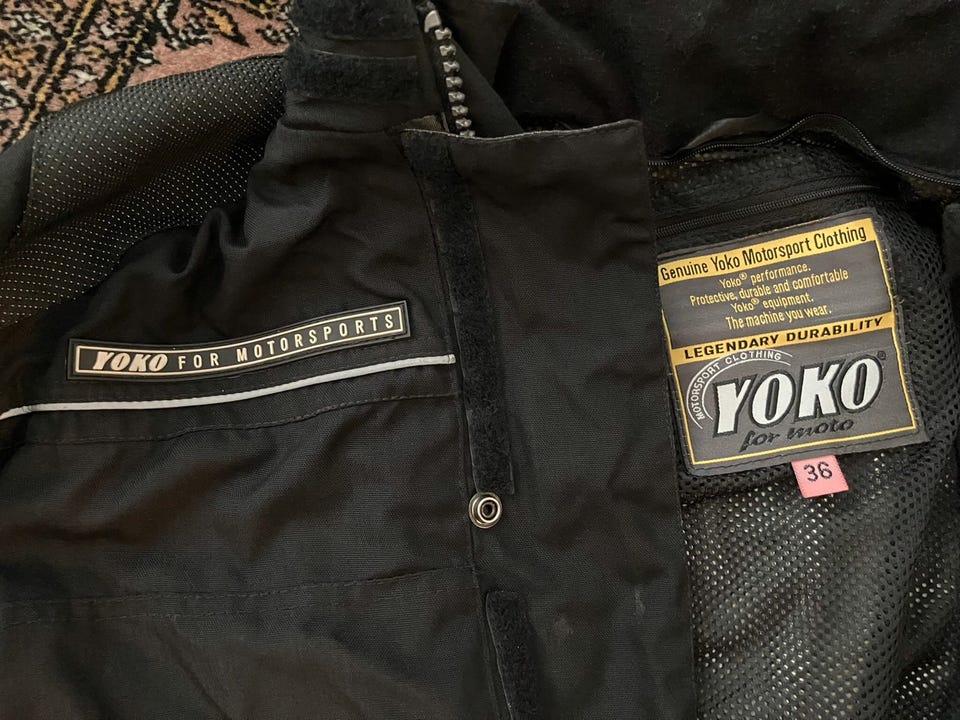 YOKO FOR MOTORSPORTS
Genuine Yoko Motorsport Clothing
Yoko® performance.
Protective, durable and comfortable
Yoko® equipment.
The machine you wear.
LEGENDARY DURABILITY
MOTORSPORT CLOTHING
YOKO®
for moto
36